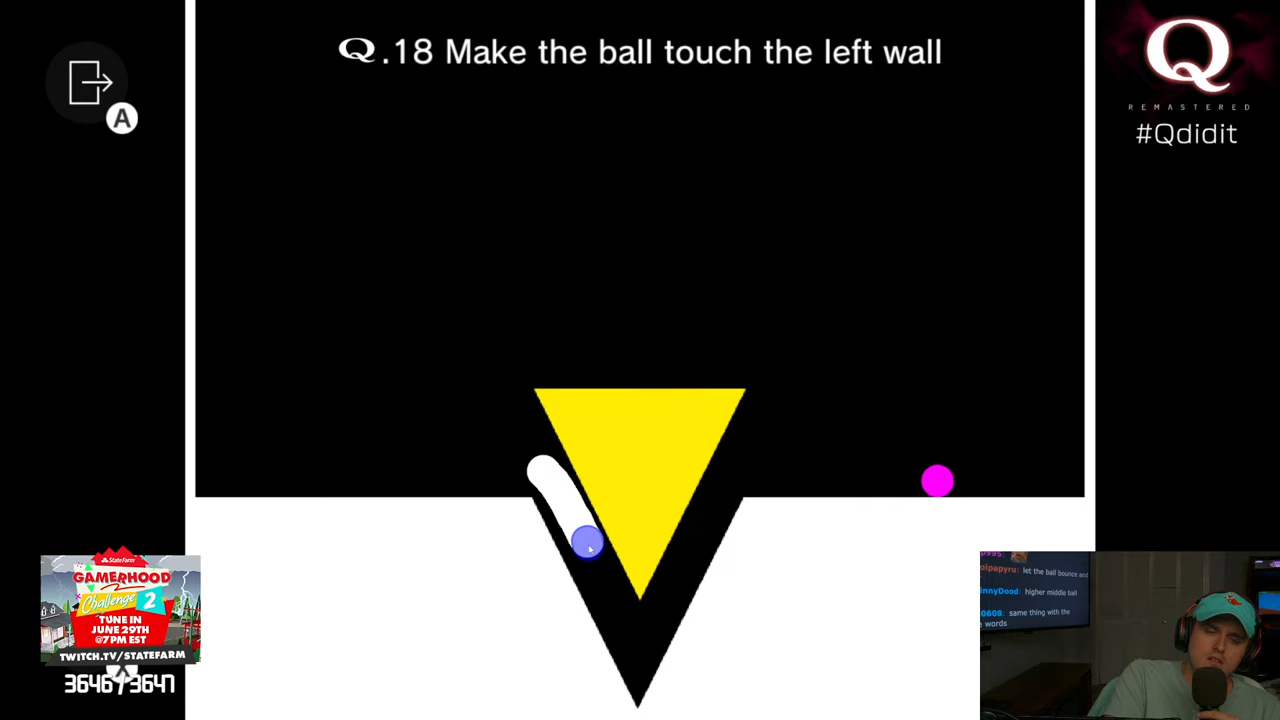 Q.18 Make the ball touch the left wall
A
Q
REMASTERED
#Qdidit
StateFarm
GAMERHOOD
Challenge 2
TUNE IN
JUNE 29TH
@7PM EST
TWITCH.TV/STATEFARM
X
3646/3647
let the ball bounce and
higher middle ball
0608: same thing with the
words